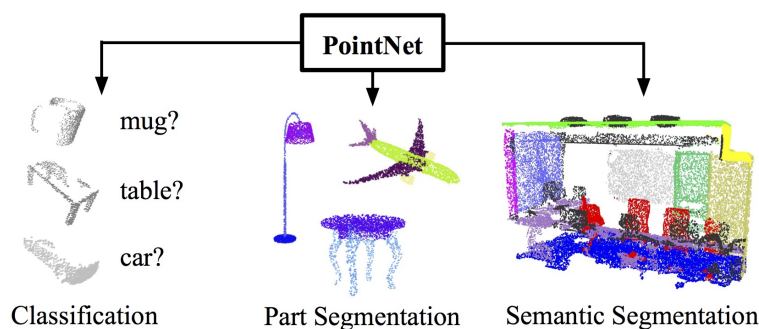 PointNet
mug?
table?
car?
Classification
Part Segmentation
Semantic Segmentation